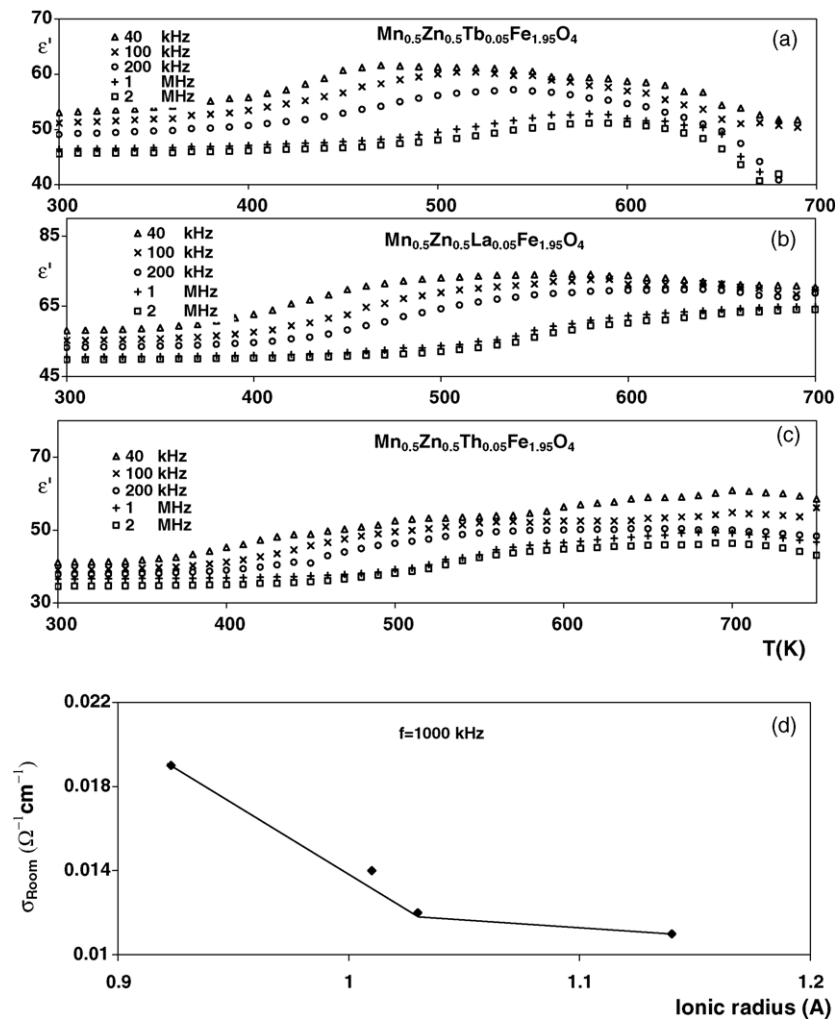 70
60
50
40
ε'
△ 40 kHz
× 100 kHz
○ 200 kHz
+ 1 MHz
□ 2 MHz
Mn₀.₅Zn₀.₅Tb₀.₀₅Fe₁.₉₅O₄
(a)
300 400 500 600 700
85
65
45
ε'
△ 40 kHz
× 100 kHz
○ 200 kHz
+ 1 MHz
□ 2 MHz
Mn₀.₅Zn₀.₅La₀.₀₅Fe₁.₉₅O₄
(b)
300 400 500 600 700
70
50
30
ε'
△ 40 kHz
× 100 kHz
○ 200 kHz
+ 1 MHz
□ 2 MHz
Mn₀.₅Zn₀.₅Th₀.₀₅Fe₁.₉₅O₄
(c)
300 400 500 600 700
T(K)
0.022
0.018
0.014
0.01
σRoom (Ω⁻¹cm⁻¹)
f=1000 kHz
(d)
0.9 1 1.1 1.2
Ionic radius (A)